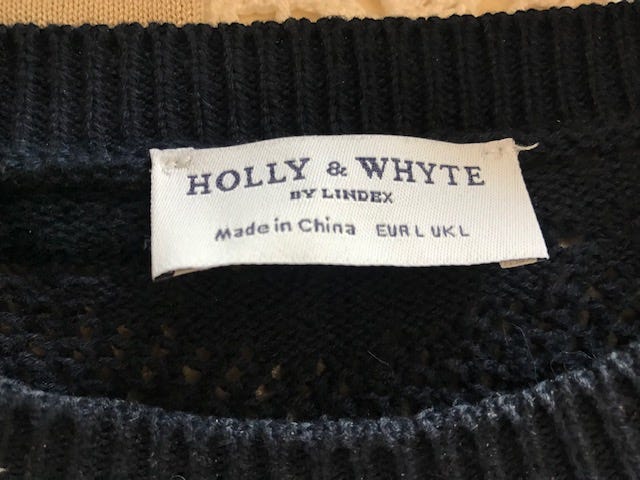 HOLLY & WHYTE
BY LINDEX
Made in China EUR L UK L